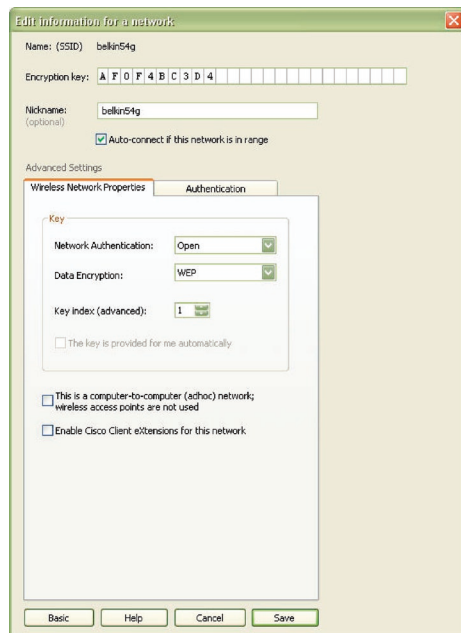 Edit information for a network
Name: (SSID) belkin54g
Encryption key: A F 0 F 4 B C 3 D 4
Nickname: belkin54g
(optional)
Auto-connect if this network is in range
Advanced Settings
Wireless Network Properties Authentication
Key
Network Authentication: Open
Data Encryption: WEP
Key index (advanced): 1
The key is provided for me automatically
This is a computer-to-computer (adhoc) network;
wireless access points are not used
Enable Cisco Client eXtensions for this network
Basic Help Cancel Save